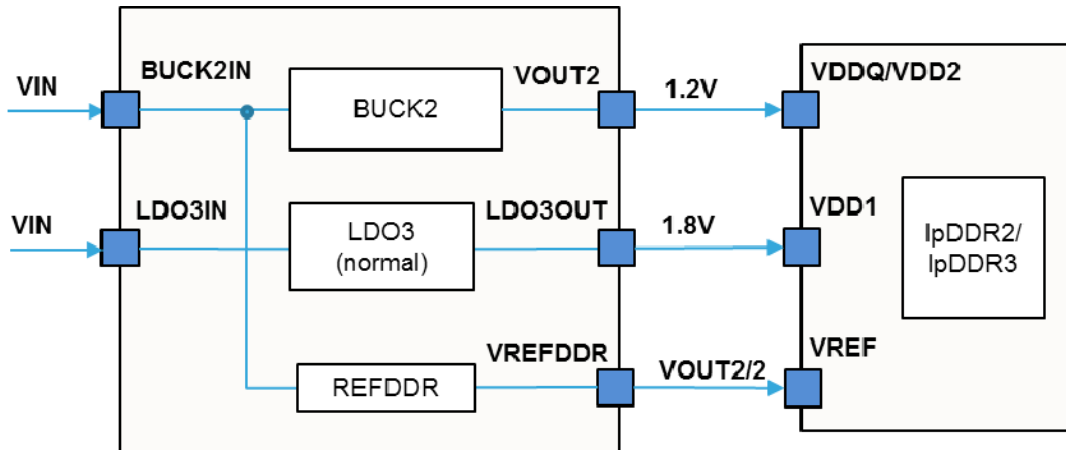 VIN
BUCK2IN
BUCK2
VOUT2
1.2V
VDDQ/VDD2
VIN
LDO3IN
LDO3
(normal)
LDO3OUT
1.8V
VDD1
lpDDR2/
lpDDR3
REFDDR
VREFDDR
VOUT2/2
VREF